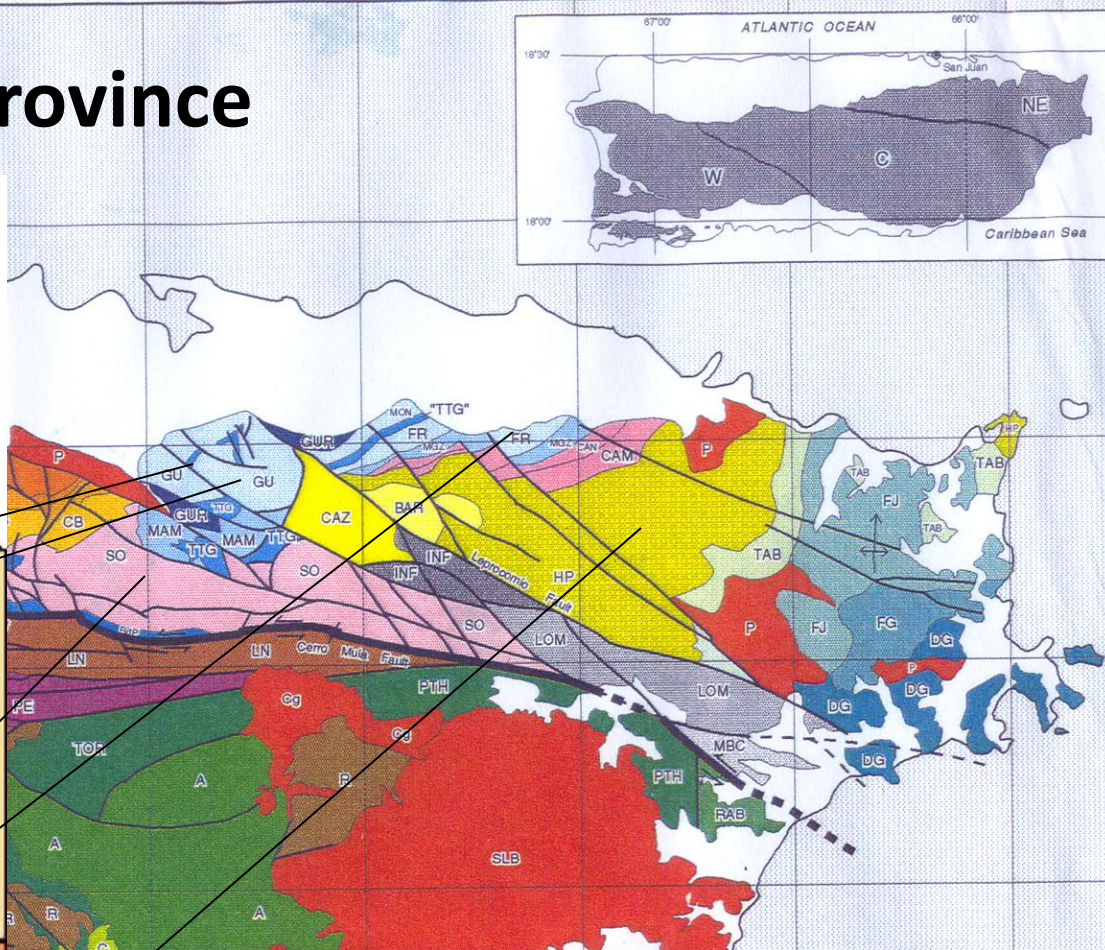 rovince
67°00'
ATLANTIC OCEAN
66°00'
18°30'
San Juan
NE
C
W
18°00'
Caribbean Sea
MON
"TTG"
GUR
FR
MGZ
FR
MGZ
CAN
CAM
P
HP
P
GU
GU
TAB
TAB
FJ
GUR
TTG
CAZ
BAR
TAB
CB
MAM
MAM
TTG
TTG
SO
SO
INF
INF
Leprocomio
Fault
HP
TAB
SO
LOM
P
FJ
FG
DG
P
LN
LN
Cerro Mula Fault
PE
Cg
PTH
LOM
DG
DG
Cg
TOR
MBC
DG
A
R
PTH
RAB
A
SLB
R
R
A
C